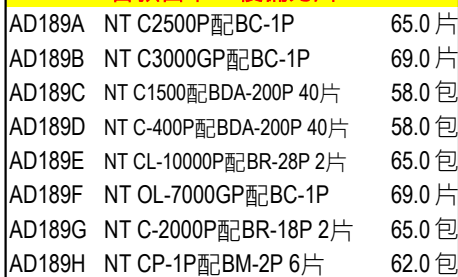 AD189A NT C2500P配BC-1P 65.0 片
AD189B NT C3000GP配BC-1P 69.0 片
AD189C NT C1500配BDA-200P 40片 58.0 包
AD189D NT C-400P配BDA-200P 40片 58.0 包
AD189E NT CL-10000P配BR-28P 2片 65.0 包
AD189F NT OL-7000GP配BC-1P 69.0 片
AD189G NT C-2000P配BR-18P 2片 65.0 包
AD189H NT CP-1P配BM-2P 6片 62.0 包